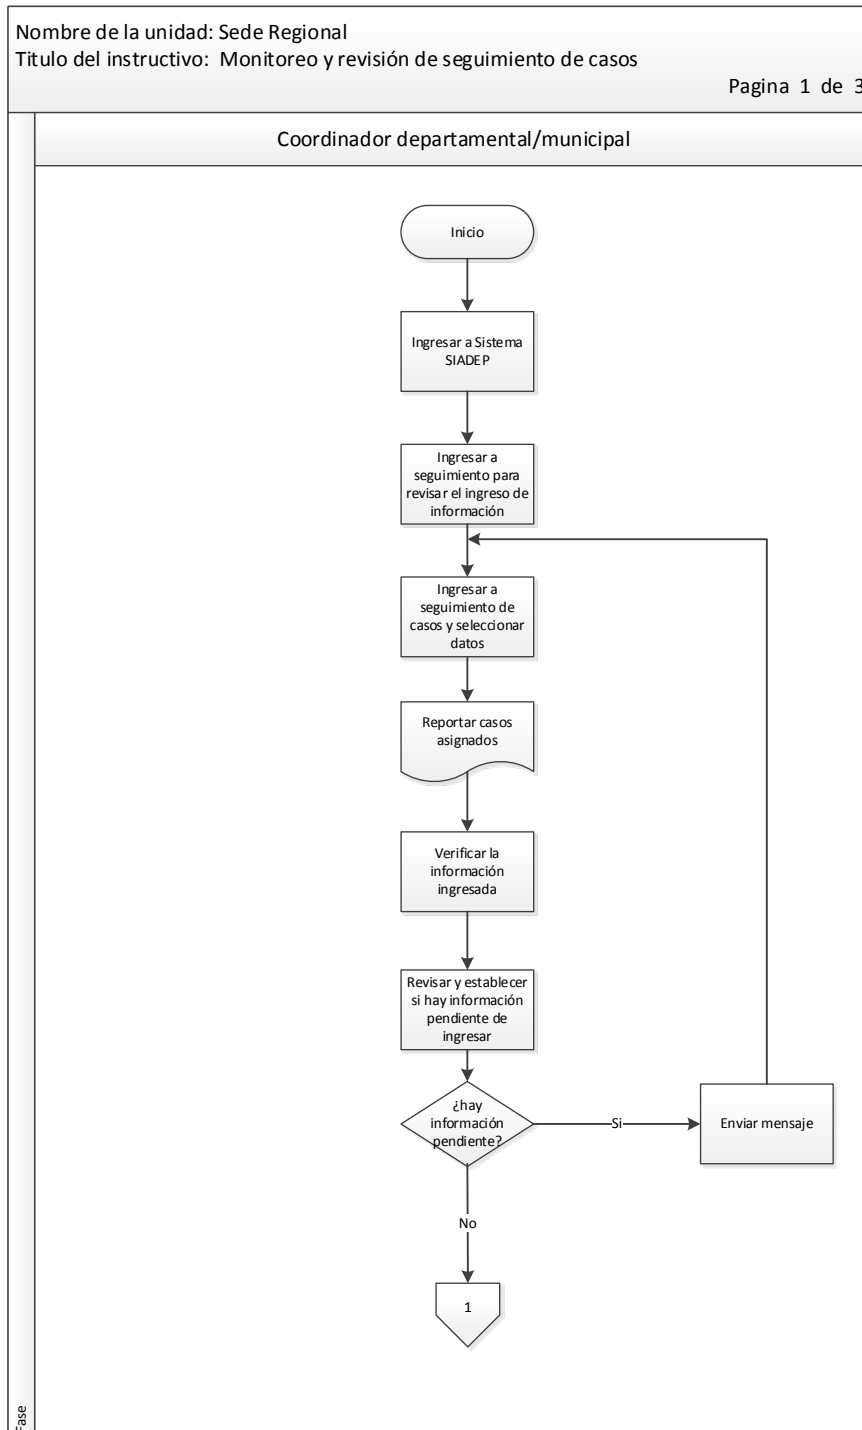 Nombre de la unidad: Sede Regional
Titulo del instructivo: Monitoreo y revisión de seguimiento de casos
Pagina 1 de 3
Coordinador departamental/municipal
Inicio
Ingresar a Sistema
SIADEP
Ingresar a
seguimiento para
revisar el ingreso de
información
Ingresar a
seguimiento de
casos y seleccionar
datos
Reportar casos
asignados
Verificar la
información
ingresada
Revisar y establecer
si hay información
pendiente de
ingresar
¿hay
información
pendiente?
Si
Enviar mensaje
No
1
Fase